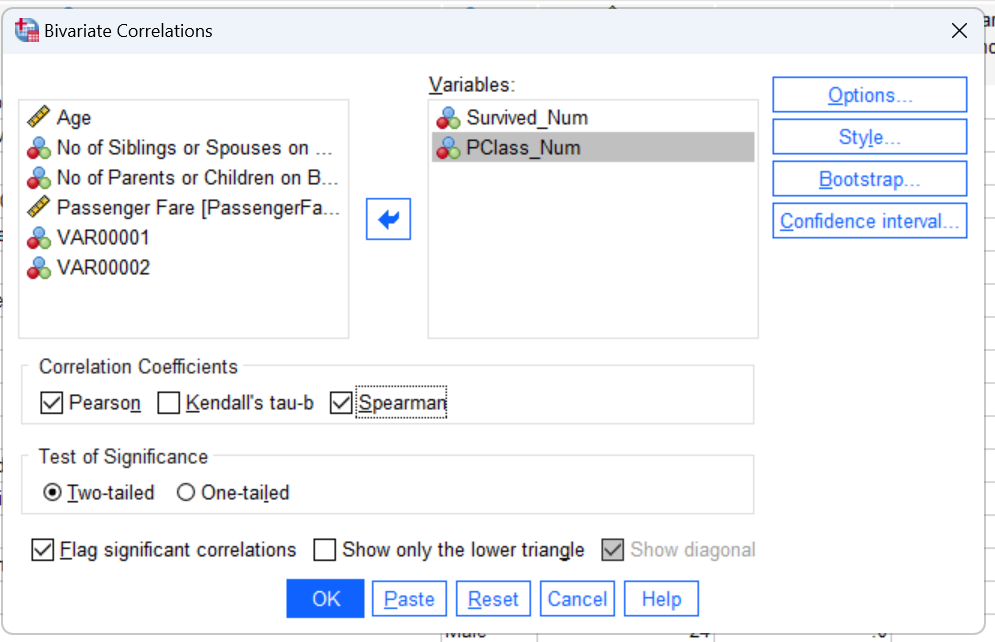 Bivariate Correlations
Variables:
Age
No of Siblings or Spouses on ...
No of Parents or Children on B...
Passenger Fare [PassengerFa...
VAR00001
VAR00002
Survived_Num
PClass_Num
Options...
Style...
Bootstrap...
Confidence interval...
Correlation Coefficients
Pearson Kendall's tau-b Spearman
Test of Significance
Two-tailed One-tailed
Flag significant correlations Show only the lower triangle Show diagonal
OK Paste Reset Cancel Help